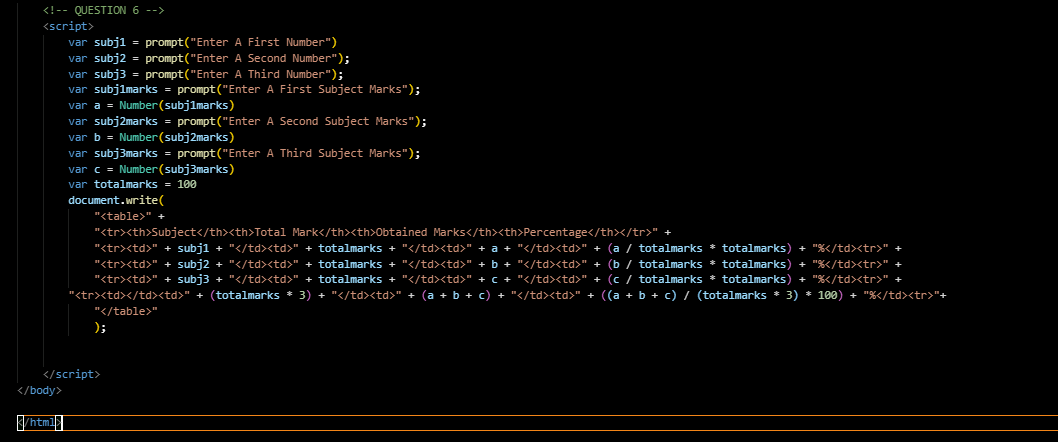 <!-- QUESTION 6 -->
<script>
var subj1 = prompt("Enter A First Number")
var subj2 = prompt("Enter A Second Number");
var subj3 = prompt("Enter A Third Number");
var subj1marks = prompt("Enter A First Subject Marks");
var a = Number(subj1marks)
var subj2marks = prompt("Enter A Second Subject Marks");
var b = Number(subj2marks)
var subj3marks = prompt("Enter A Third Subject Marks");
var c = Number(subj3marks)
var totalmarks = 100
document.write(
"<table>" +
"<tr><th>Subject</th><th>Total Mark</th><th>Obtained Marks</th><th>Percentage</th></tr>" +
"<tr><td>" + subj1 + "</td><td>" + totalmarks + "</td><td>" + a + "</td><td>" + (a / totalmarks * totalmarks) + "%</td><tr>" +
"<tr><td>" + subj2 + "</td><td>" + totalmarks + "</td><td>" + b + "</td><td>" + (b / totalmarks * totalmarks) + "%</td><tr>" +
"<tr><td>" + subj3 + "</td><td>" + totalmarks + "</td><td>" + c + "</td><td>" + (c / totalmarks * totalmarks) + "%</td><tr>" +
"<tr><td></td><td>" + (totalmarks * 3) + "</td><td>" + (a + b + c) + "</td><td>" + ((a + b + c) / (totalmarks * 3) * 100) + "%</td><tr>"+
"</table>"
);
</script>
</body>
</html>